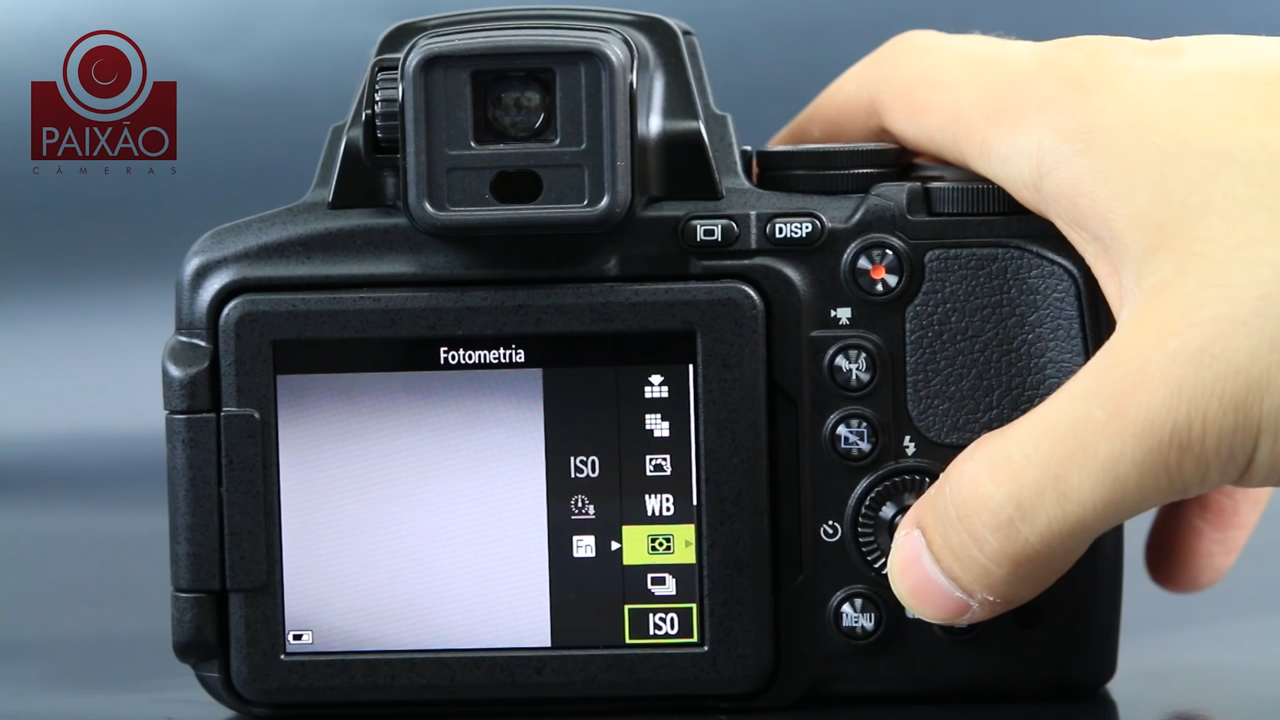 PAIXÃO
CÂMERAS
DISP
Fotometria
ISO
WB
Fn
ISO
MENU